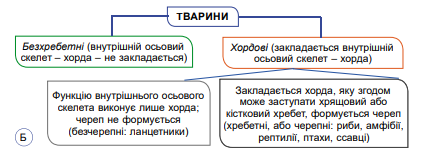 ТВАРИНИ
Безхребетні (внутрішній осьовий
скелет – хорда – не закладається)
Хордові (закладається внутрішній
осьовий скелет – хорда)
Функцію внутрішнього осьового
скелета виконує лише хорда;
череп не формується
(безчерепні: ланцетники)
Закладається хорда, яку згодом
може заступати хрящовий або
кістковий хребет, формується череп
(хребетні, або черепні: риби, амфібії,
рептилії, птахи, ссавці)
Б